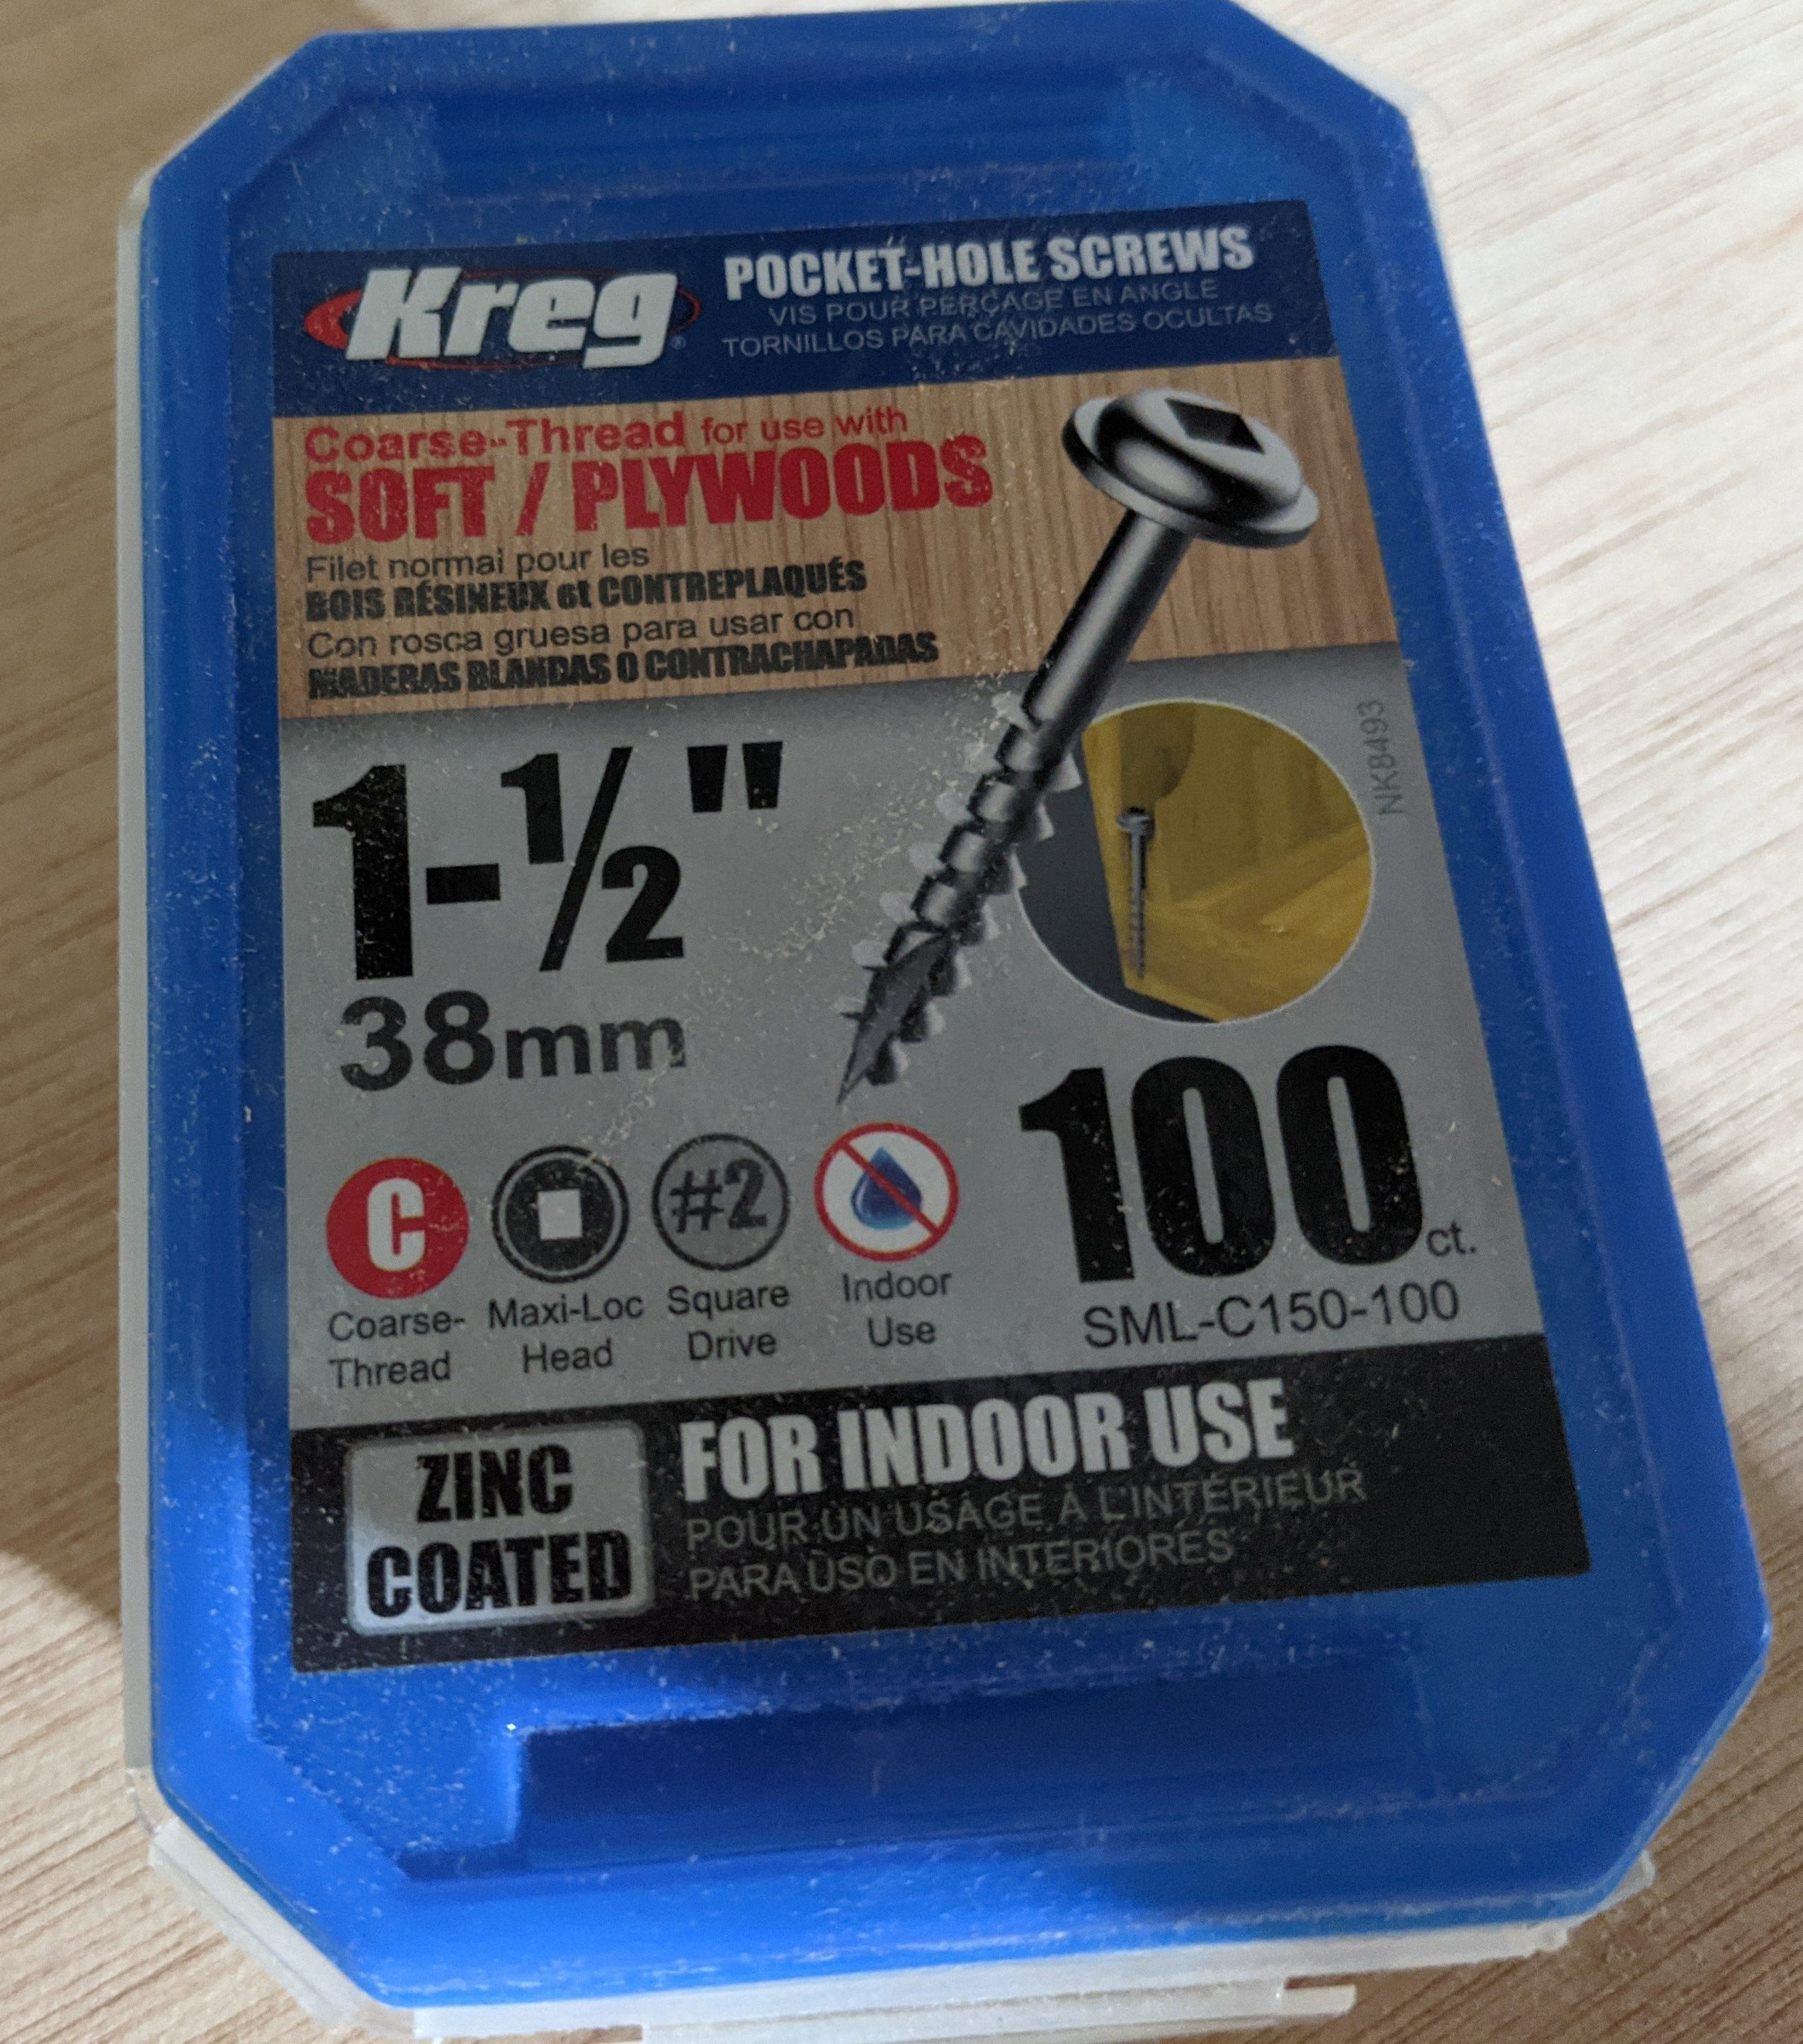 Kreg®
POCKET-HOLE SCREWS
VIS POUR PERÇAGE EN ANGLE
TORNILLOS PARA CAVIDADES OCULTAS
Coarse-Thread for use with
SOFT / PLYWOODS
Filet normal pour les
BOIS RÉSINEUX et CONTREPLAQUÉS
Con rosca gruesa para usar con
MADERAS BLANDAS O CONTRACHAPADAS
1-½"
38mm
NKB493
C
Coarse-
Thread
Maxi-Loc
Head
#2
Square
Drive
Indoor
Use
100 ct.
SML-C150-100
ZINC
COATED
FOR INDOOR USE
POUR UN USAGE À L'INTÉRIEUR
PARA USO EN INTERIORES